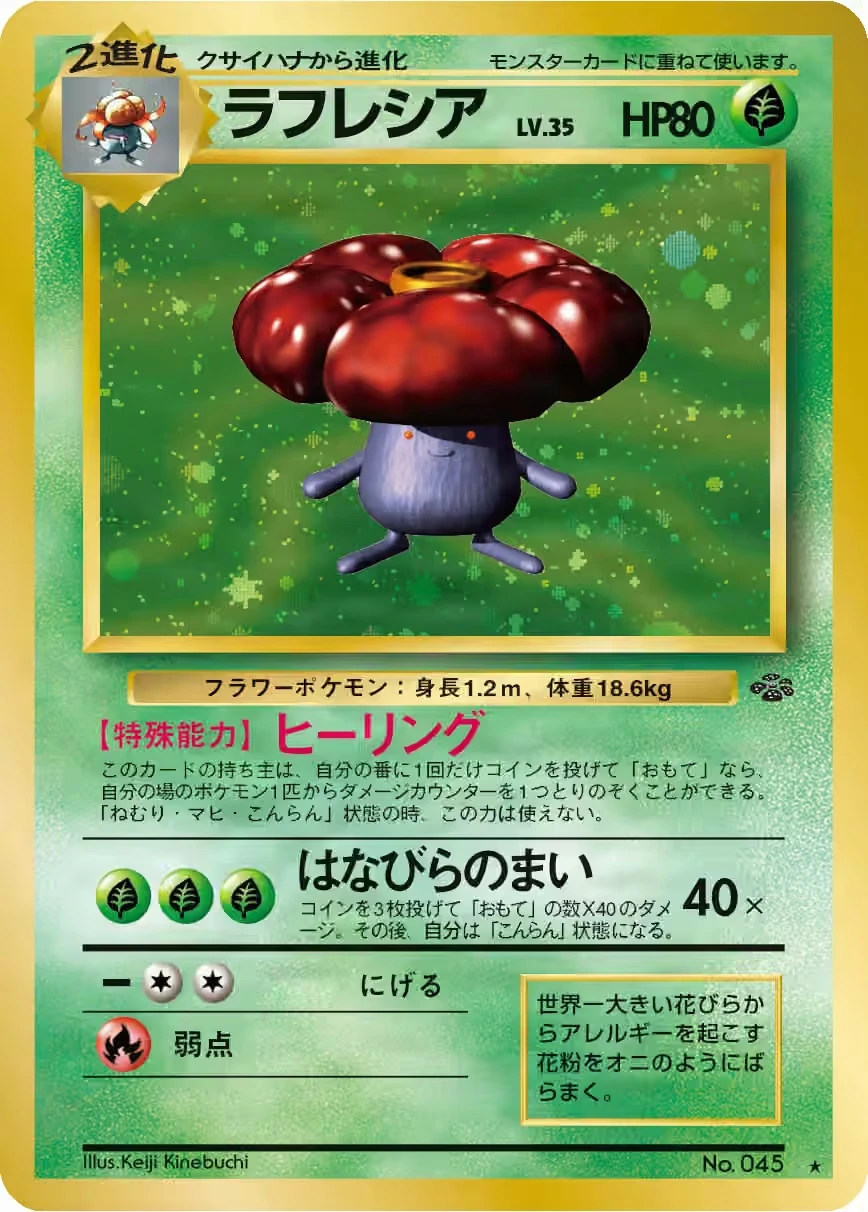 2進化
クサイハナから進化
モンスターカードに重ねて使います。
ラフレシア LV.35 HP80
フラワーポケモン：身長1.2m、体重18.6kg
【特殊能力】ヒーリング
このカードの持ち主は、自分の番に1回だけコインを投げて「おもて」なら、
自分の場のポケモン1匹からダメージカウンターを1つとりのぞくことができる。
「ねむり・マヒ・こんらん」状態の時、この力は使えない。
はなびらのまい
コインを3枚投げて「おもて」の数X40のダメ
ージ。その後、自分は「こんらん」状態になる。
40×
にげる
弱点
世界一大きい花びらか
らアレルギーを起こす
花粉をオニのようにば
らまく。
Illus.Keiji Kinebuchi
No. 045 ★